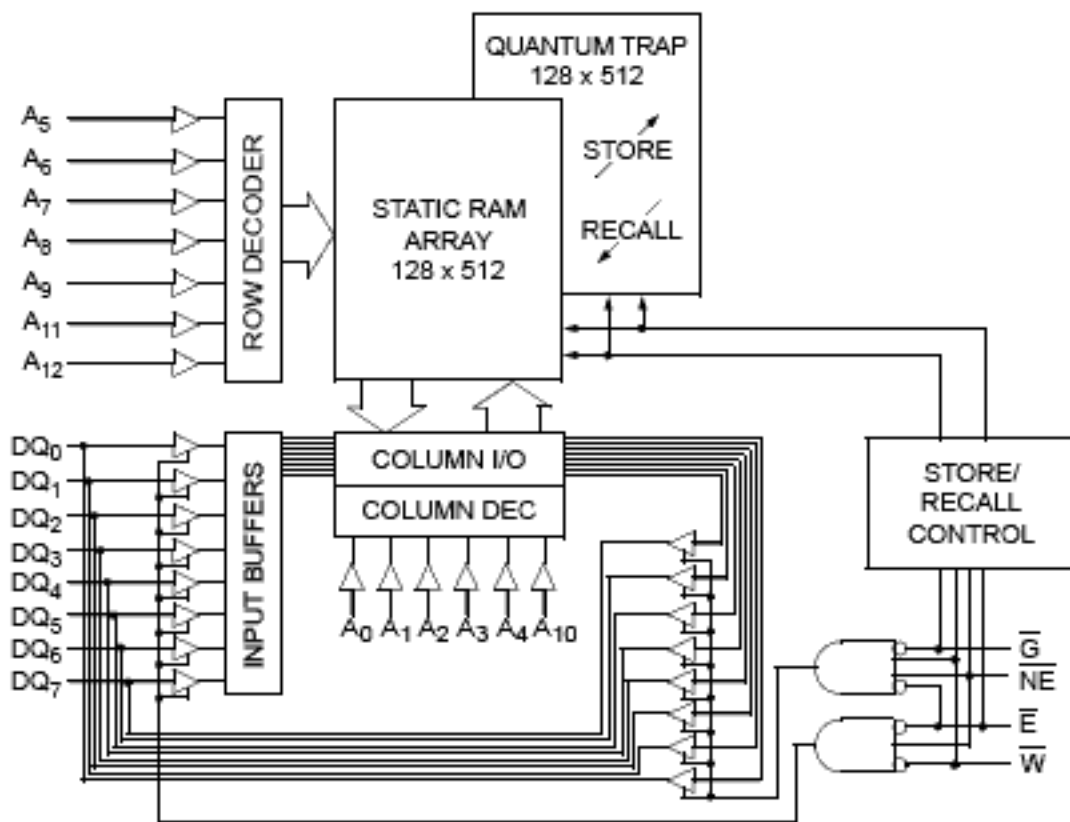 QUANTUM TRAP
128 x 512
STORE
RECALL
A5
A6
A7
A8
A9
A11
A12
ROW DECODER
STATIC RAM
ARRAY
128 x 512
DQ0
DQ1
DQ2
DQ3
DQ4
DQ5
DQ6
DQ7
INPUT BUFFERS
COLUMN I/O
COLUMN DEC
A0 A1 A2 A3 A4 A10
STORE/
RECALL
CONTROL
G̅
N̅E̅
E̅
W̅